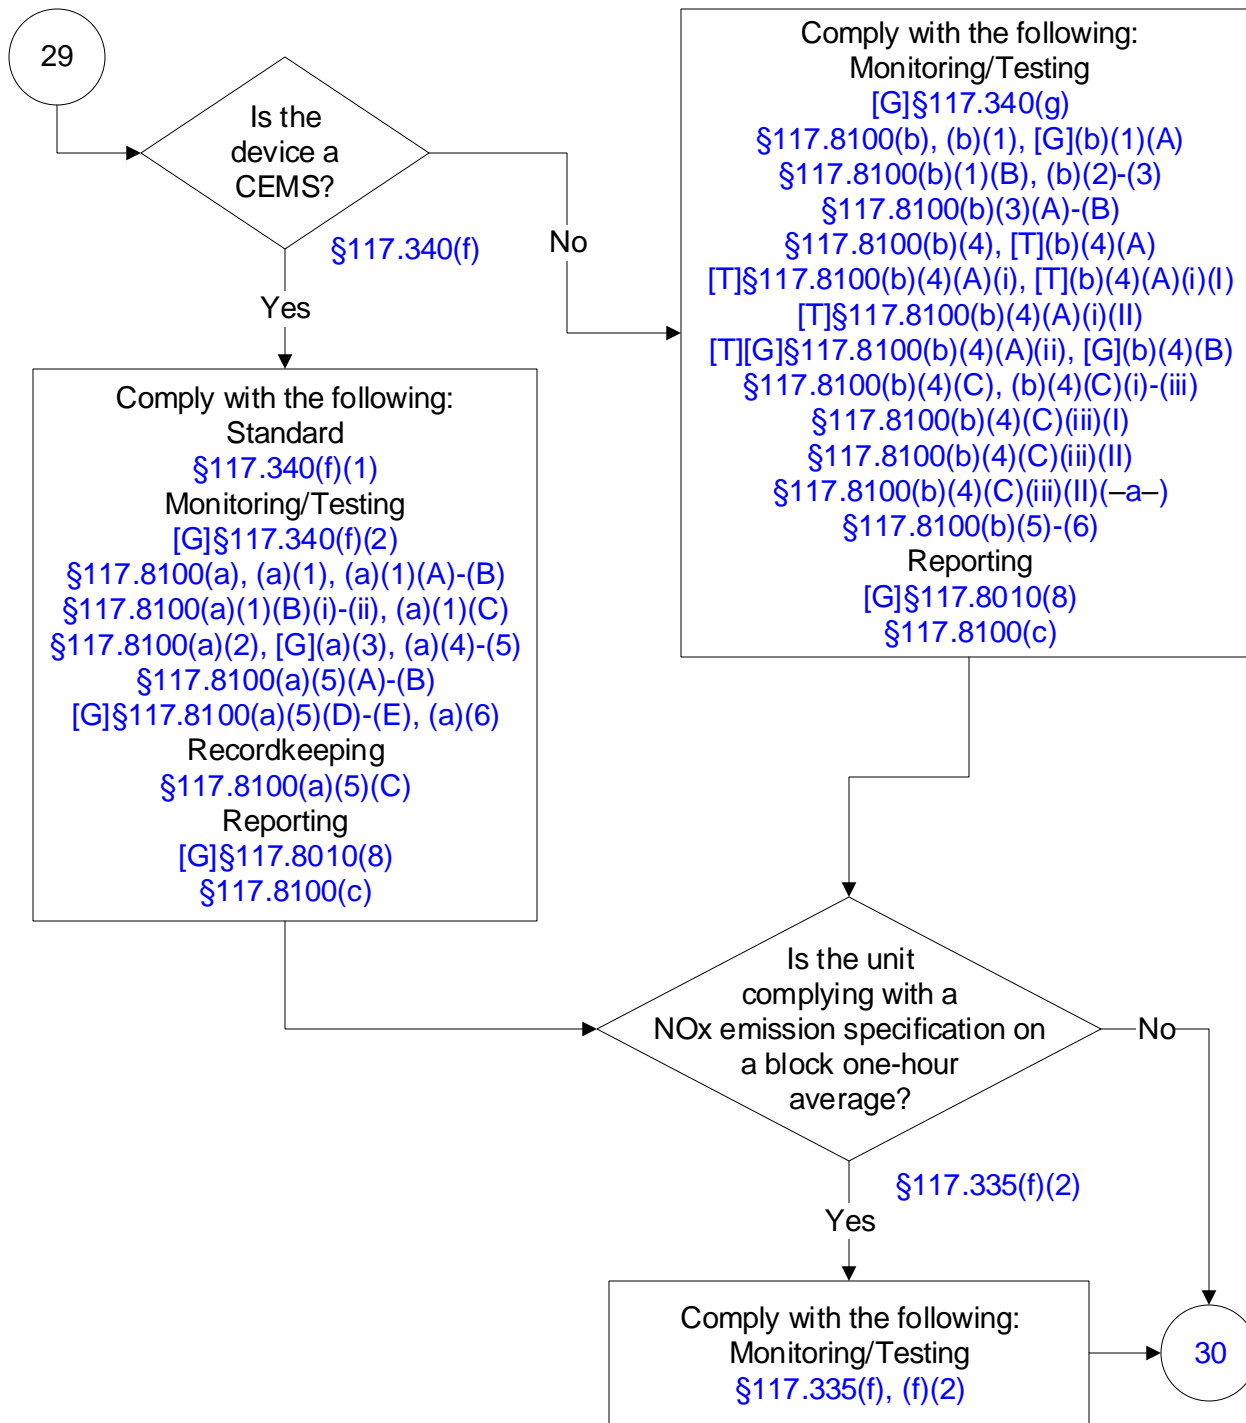 29
Is the
device a
CEMS?
§117.340(f)
No
Yes
Comply with the following:
Monitoring/Testing
[G]§117.340(g)
§117.8100(b), (b)(1), [G](b)(1)(A)
§117.8100(b)(1)(B), (b)(2)-(3)
§117.8100(b)(3)(A)-(B)
§117.8100(b)(4), [T](b)(4)(A)
[T]§117.8100(b)(4)(A)(i), [T](b)(4)(A)(i)(I)
[T]§117.8100(b)(4)(A)(i)(II)
[T][G]§117.8100(b)(4)(A)(ii), [G](b)(4)(B)
§117.8100(b)(4)(C), (b)(4)(C)(i)-(iii)
§117.8100(b)(4)(C)(iii)(I)
§117.8100(b)(4)(C)(iii)(II)
§117.8100(b)(4)(C)(iii)(II)(–a–)
§117.8100(b)(5)-(6)
Reporting
[G]§117.8010(8)
§117.8100(c)
Comply with the following:
Standard
§117.340(f)(1)
Monitoring/Testing
[G]§117.340(f)(2)
§117.8100(a), (a)(1), (a)(1)(A)-(B)
§117.8100(a)(1)(B)(i)-(ii), (a)(1)(C)
§117.8100(a)(2), [G](a)(3), (a)(4)-(5)
§117.8100(a)(5)(A)-(B)
[G]§117.8100(a)(5)(D)-(E), (a)(6)
Recordkeeping
§117.8100(a)(5)(C)
Reporting
[G]§117.8010(8)
§117.8100(c)
Is the unit
complying with a
NOx emission specification on
a block one-hour
average?
No
§117.335(f)(2)
Yes
Comply with the following:
Monitoring/Testing
§117.335(f), (f)(2)
30